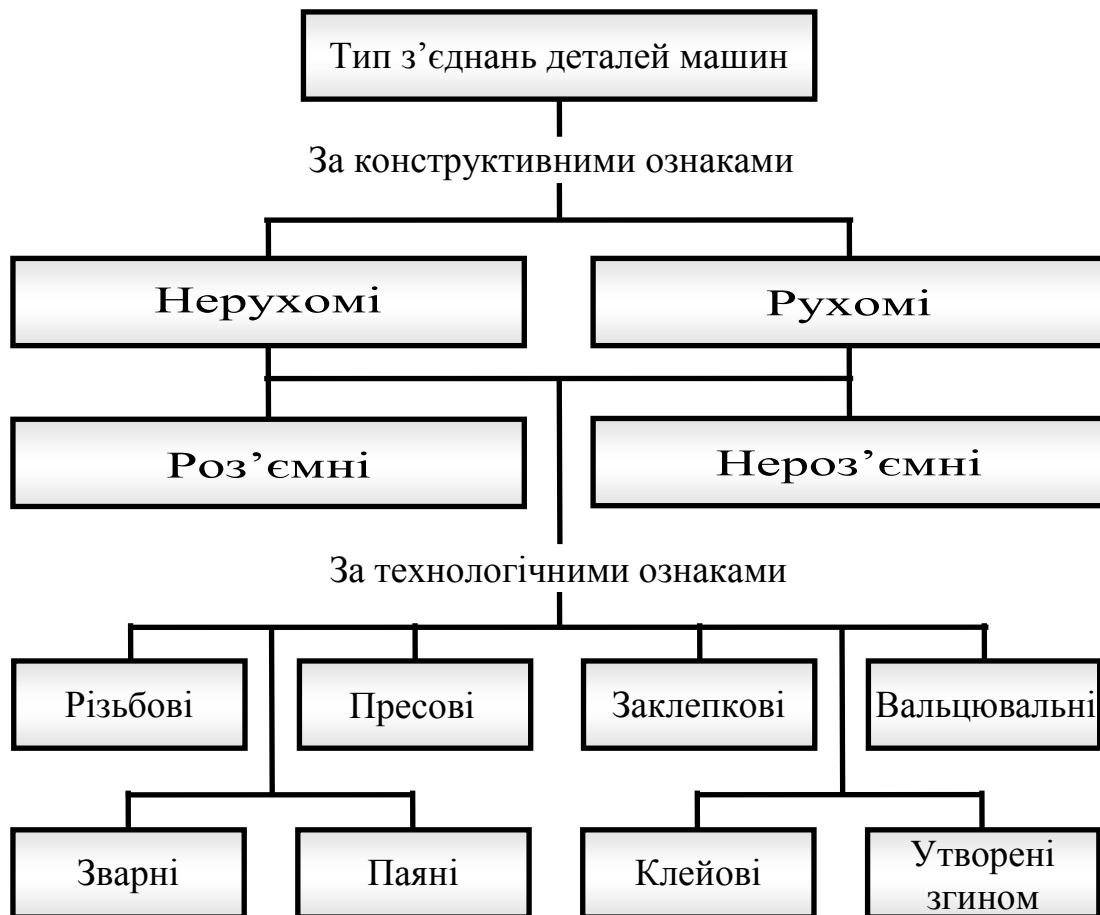 Тип з’єднань деталей машин
За конструктивними ознаками
Нерухомі
Рухомі
Роз’ємні
Нероз’ємні
За технологічними ознаками
Різьбові
Пресові
Заклепкові
Вальцювальні
Зварні
Паяні
Клейові
Утворені
згином